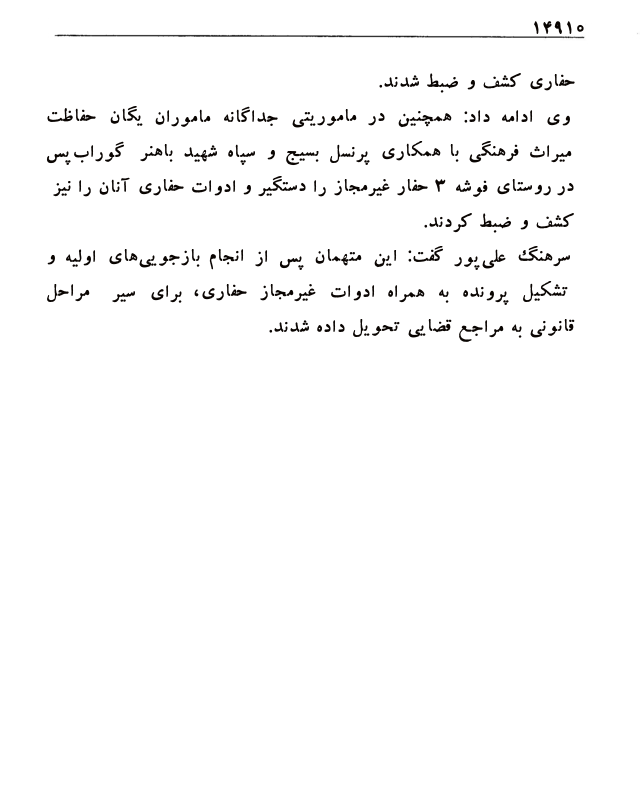 ۱۴۹۱۰
حفاری کشف و ضبط شدند.
وی ادامه داد: همچنین در ماموریتی جداگانه ماموران یگان حفاظت
میراث فرهنگی با همکاری پرنسل بسیج و سپاه شهید باهنر گوراب‌پس
در روستای فوشه ۳ حفار غیرمجاز را دستگیر و ادوات حفاری آنان را نیز
کشف و ضبط کردند.
سرهنگ علی‌پور گفت: این متهمان پس از انجام بازجویی‌های اولیه و
تشکیل پرونده به همراه ادوات غیرمجاز حفاری، برای سیر مراحل
قانونی به مراجع قضایی تحویل داده شدند.